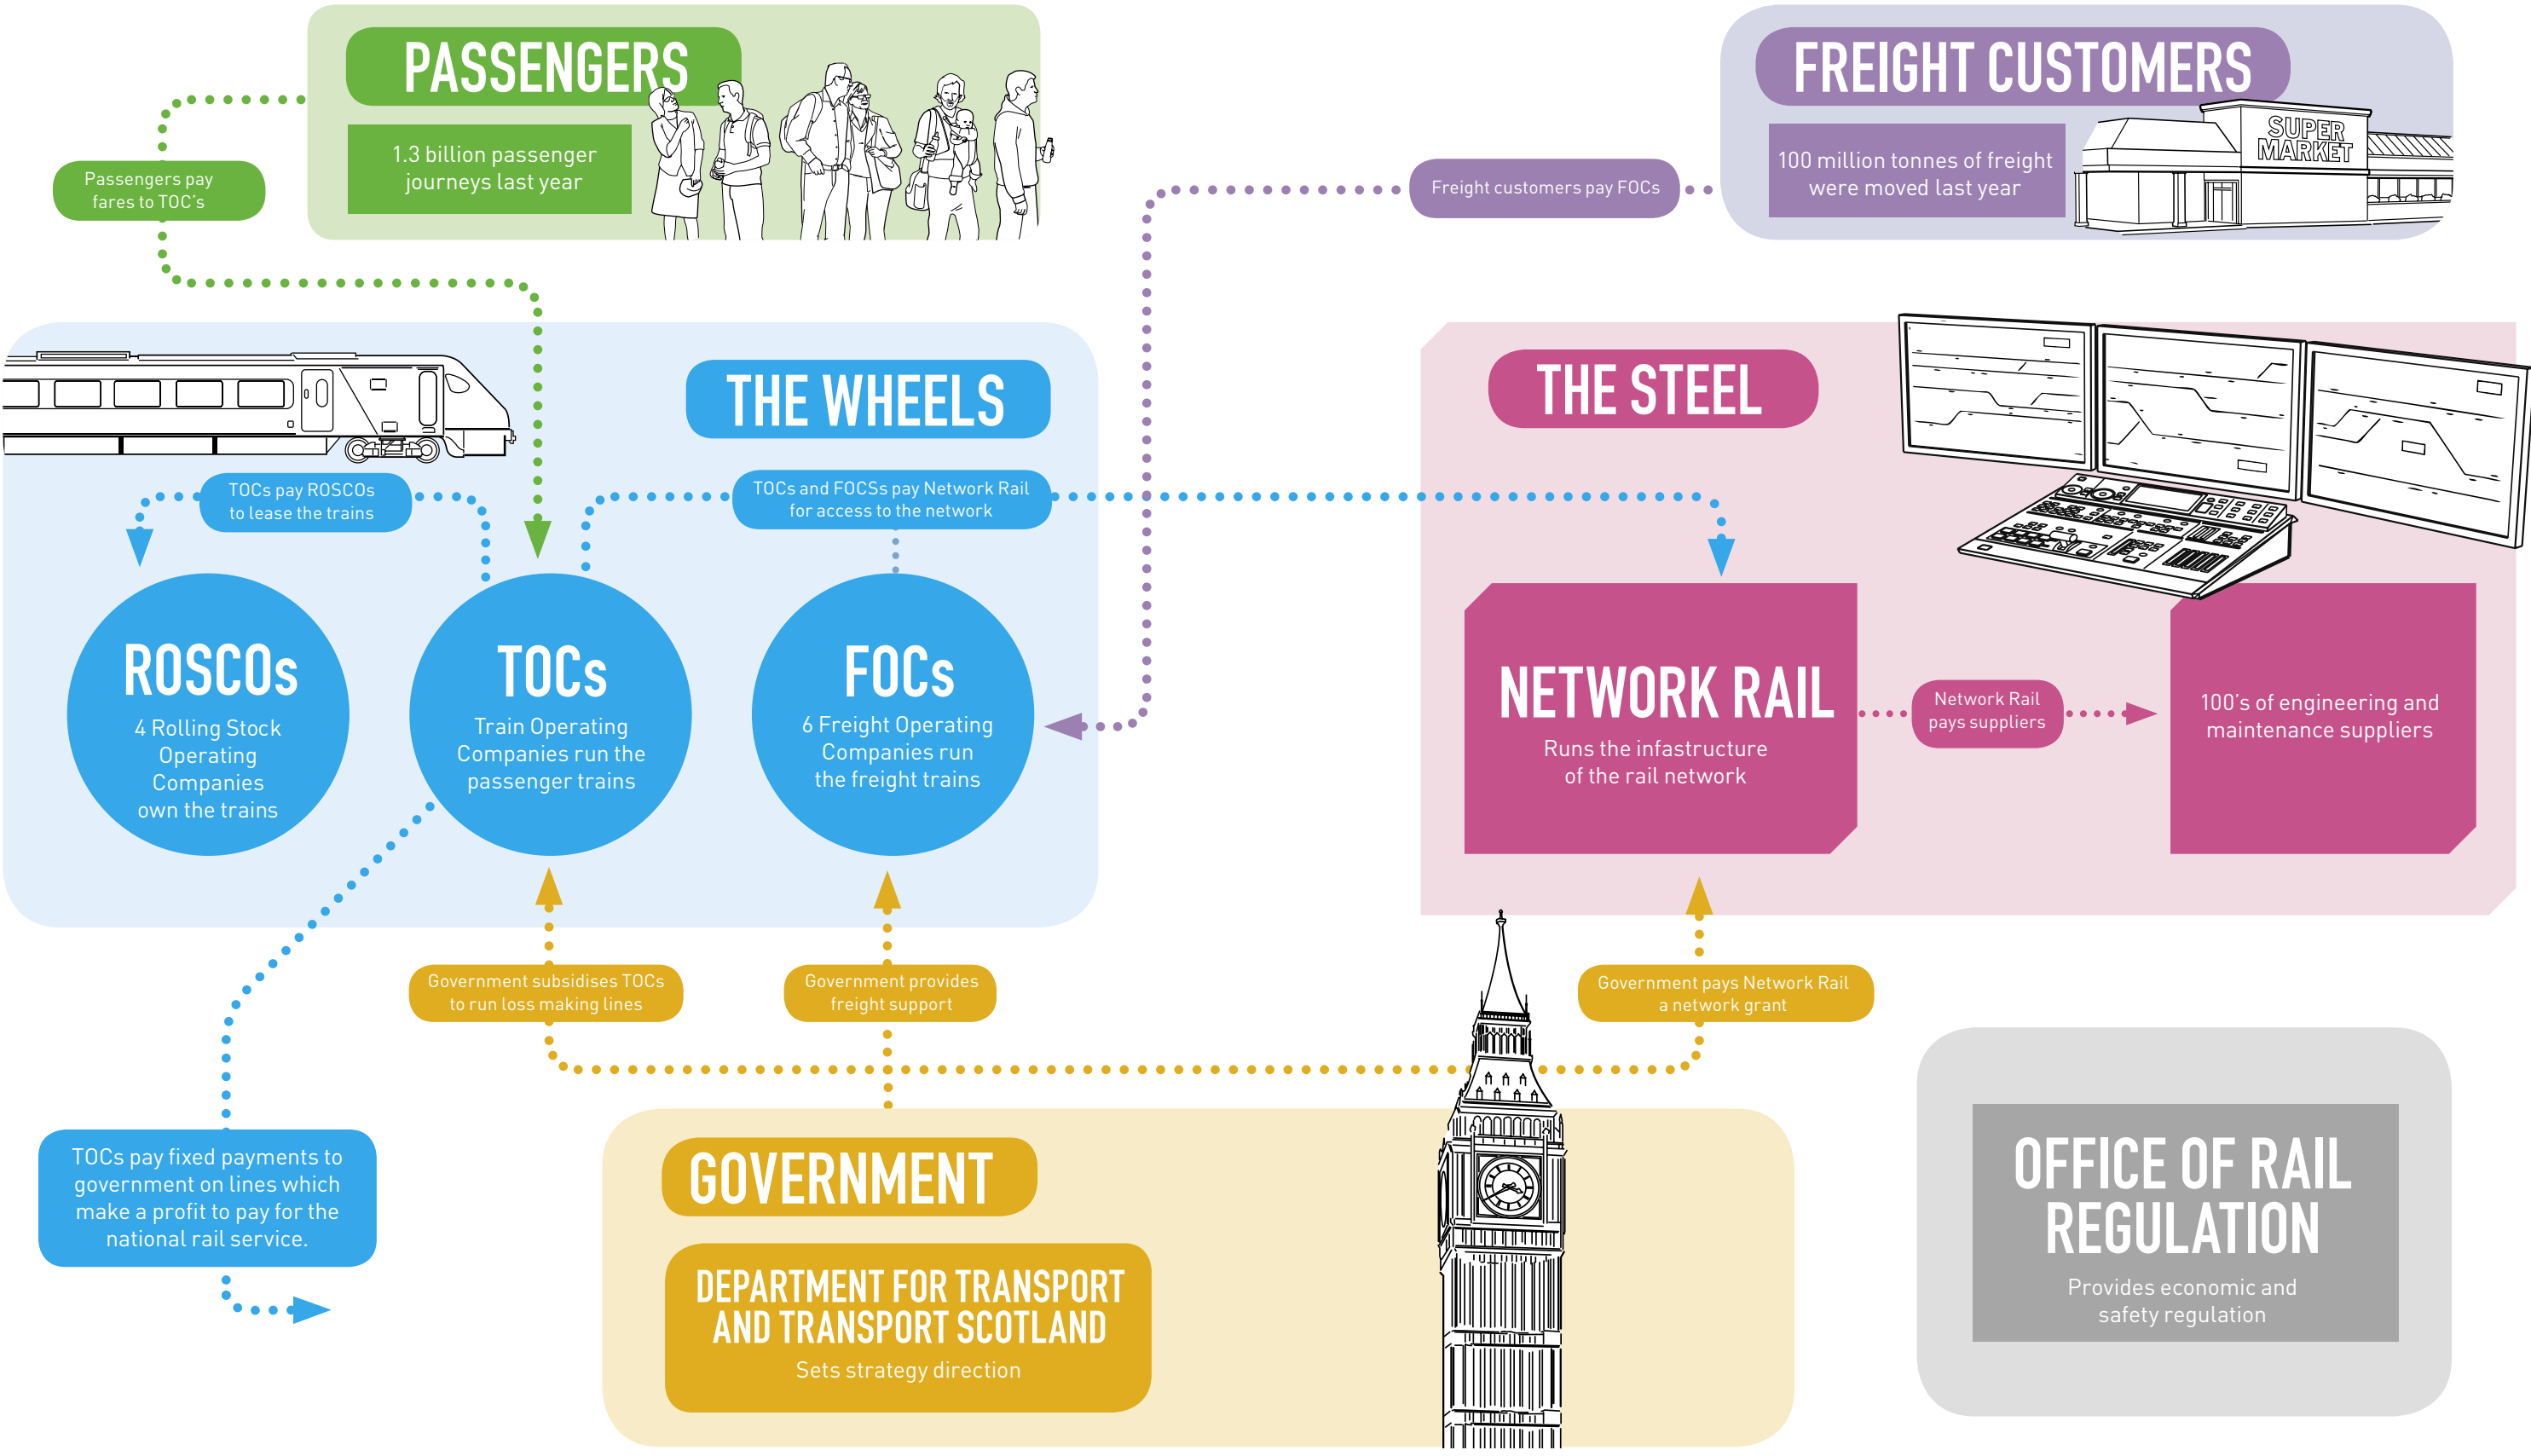 PASSENGERS
1.3 billion passenger
journeys last year
FREIGHT CUSTOMERS
SUPER
MARKET
100 million tonnes of freight
were moved last year
Passengers pay
fares to TOC's
Freight customers pay FOCs
THE WHEELS
TOCs pay ROSCOs
to lease the trains
TOCs and FOCSs pay Network Rail
for access to the network
ROSCOs
4 Rolling Stock
Operating
Companies
own the trains
TOCs
Train Operating
Companies run the
passenger trains
FOCs
6 Freight Operating
Companies run
the freight trains
THE STEEL
NETWORK RAIL
Runs the infastructure
of the rail network
Network Rail
pays suppliers
100's of engineering and
maintenance suppliers
Government subsidises TOCs
to run loss making lines
Government provides
freight support
Government pays Network Rail
a network grant
TOCs pay fixed payments to
government on lines which
make a profit to pay for the
national rail service.
GOVERNMENT
DEPARTMENT FOR TRANSPORT
AND TRANSPORT SCOTLAND
Sets strategy direction
OFFICE OF RAIL
REGULATION
Provides economic and
safety regulation